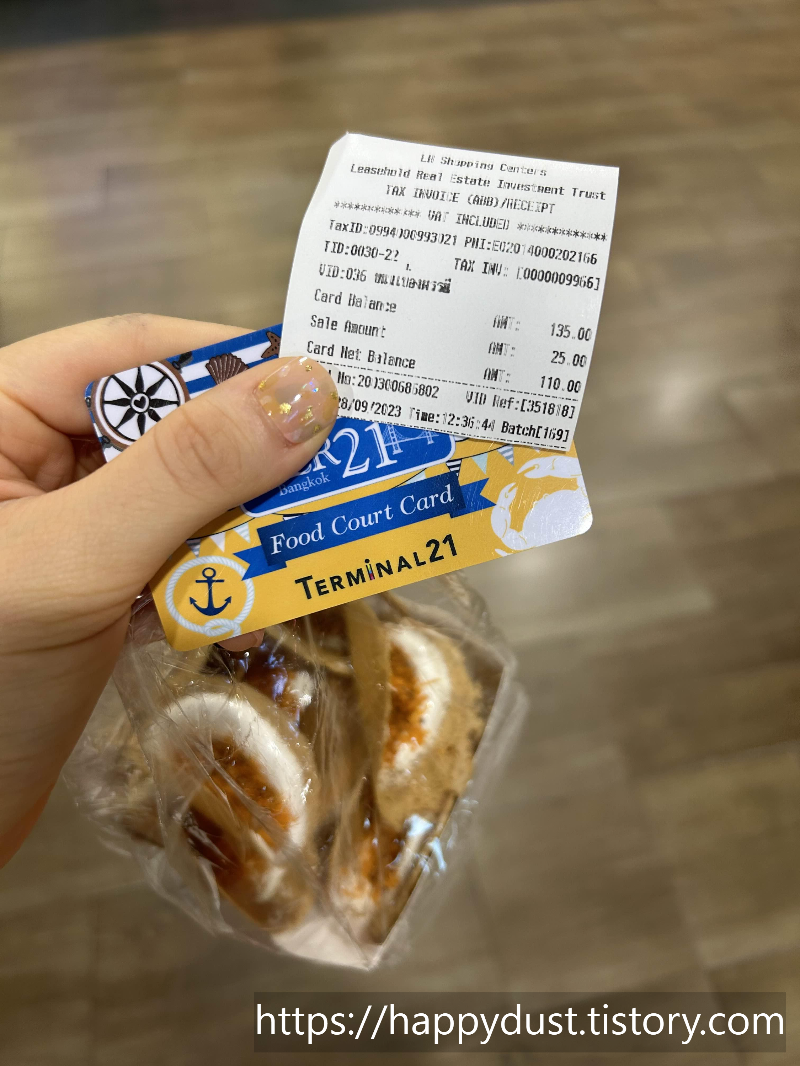 LH Shopping Centers
Leasehold Real Estate Investment Trust
TAX INVOICE (ABB)/RECEIPT
************* VAT INCLUDED *************
TaxID:0994000993021 PNI:E02014000202166
TID:0030-22 TAX INV: [0000009966]
VID:036
Card Balance AMT: 135.00
Sale Amount AMT: 25.00
Card Net Balance AMT: 110.00
No:200300686802 VID Ref:[351818]
28/09/2023 Time:12:36:44 Batch[169]
21
Bangkok
Food Court Card
TERMINAL21
https://happydust.tistory.com